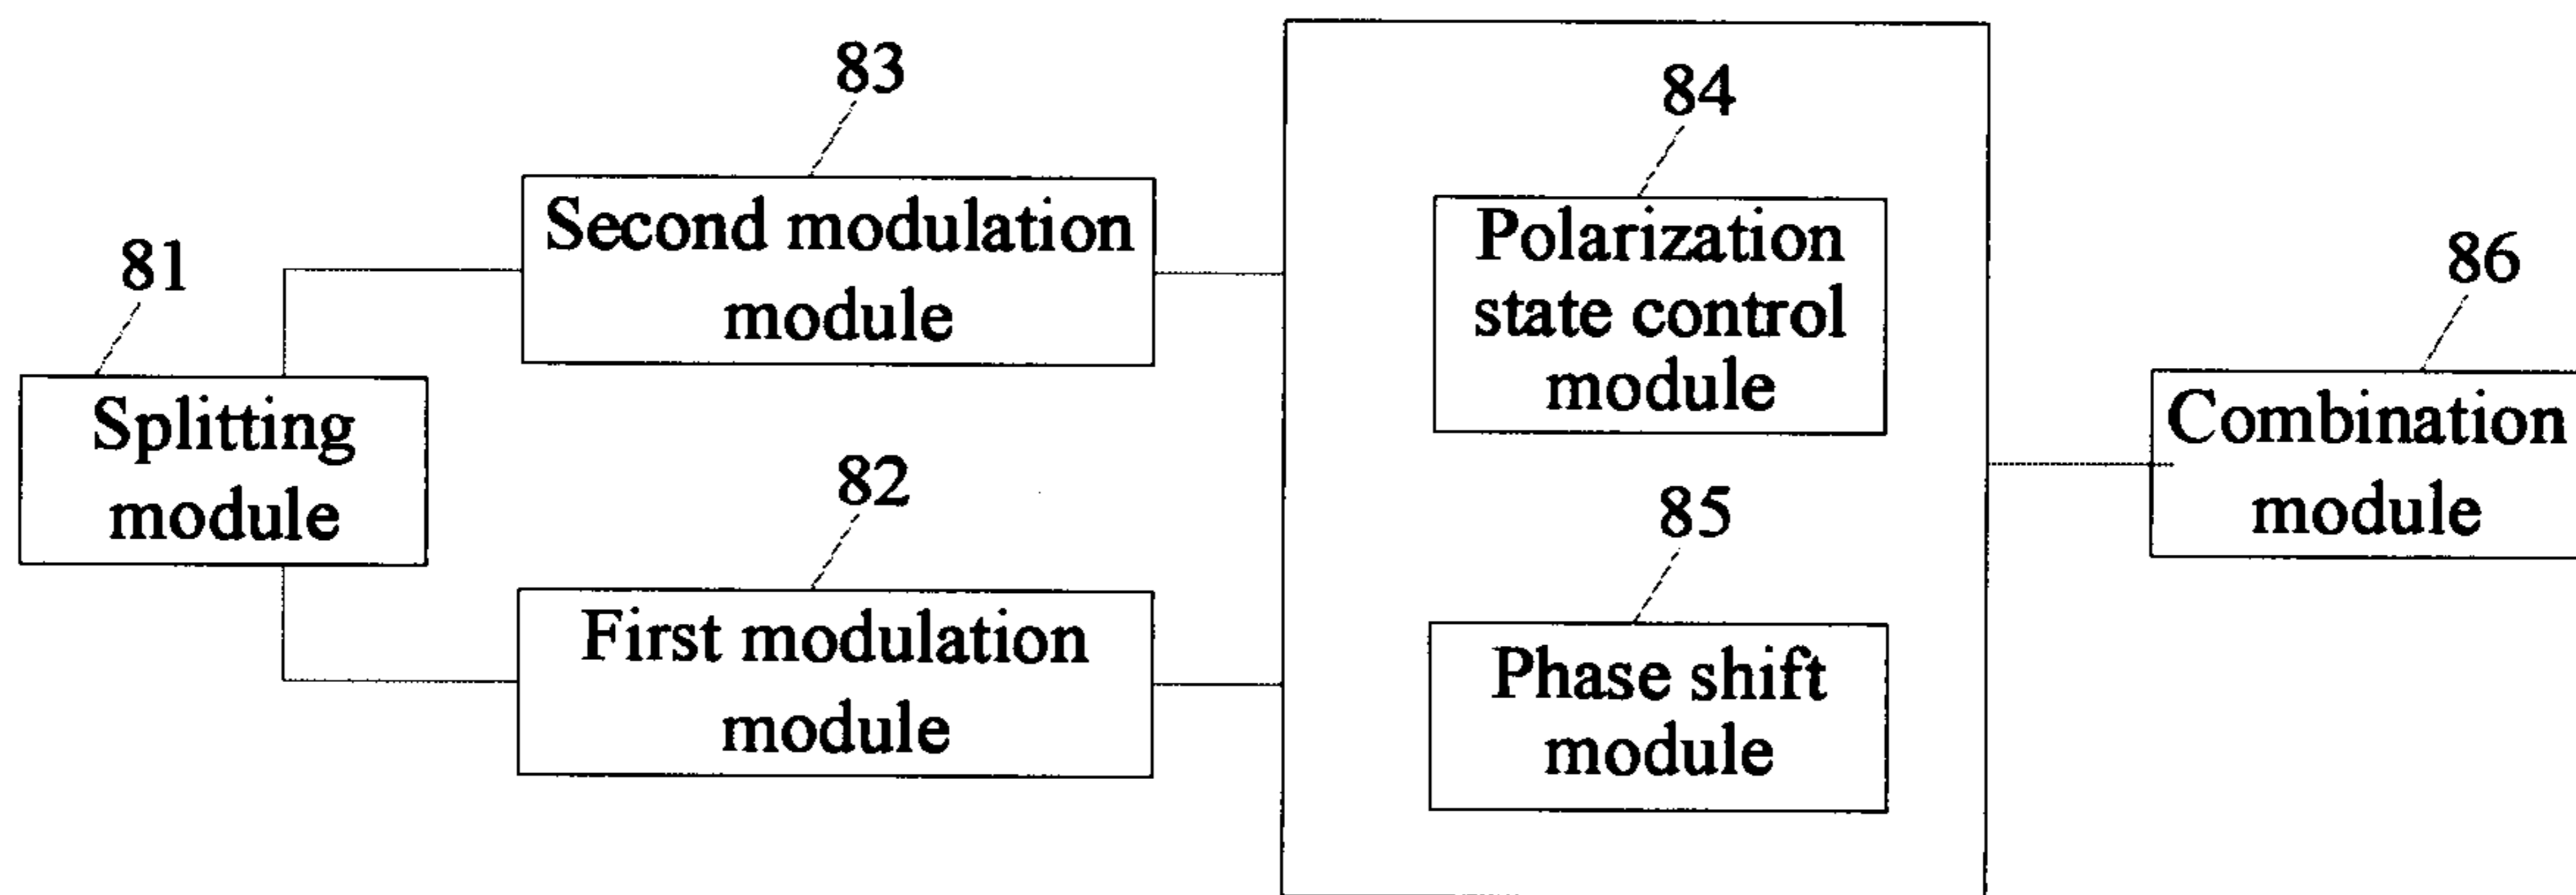 81
Splitting
module
83
Second modulation
module
82
First modulation
module
84
Polarization
state control
module
85
Phase shift
module
86
Combination
module